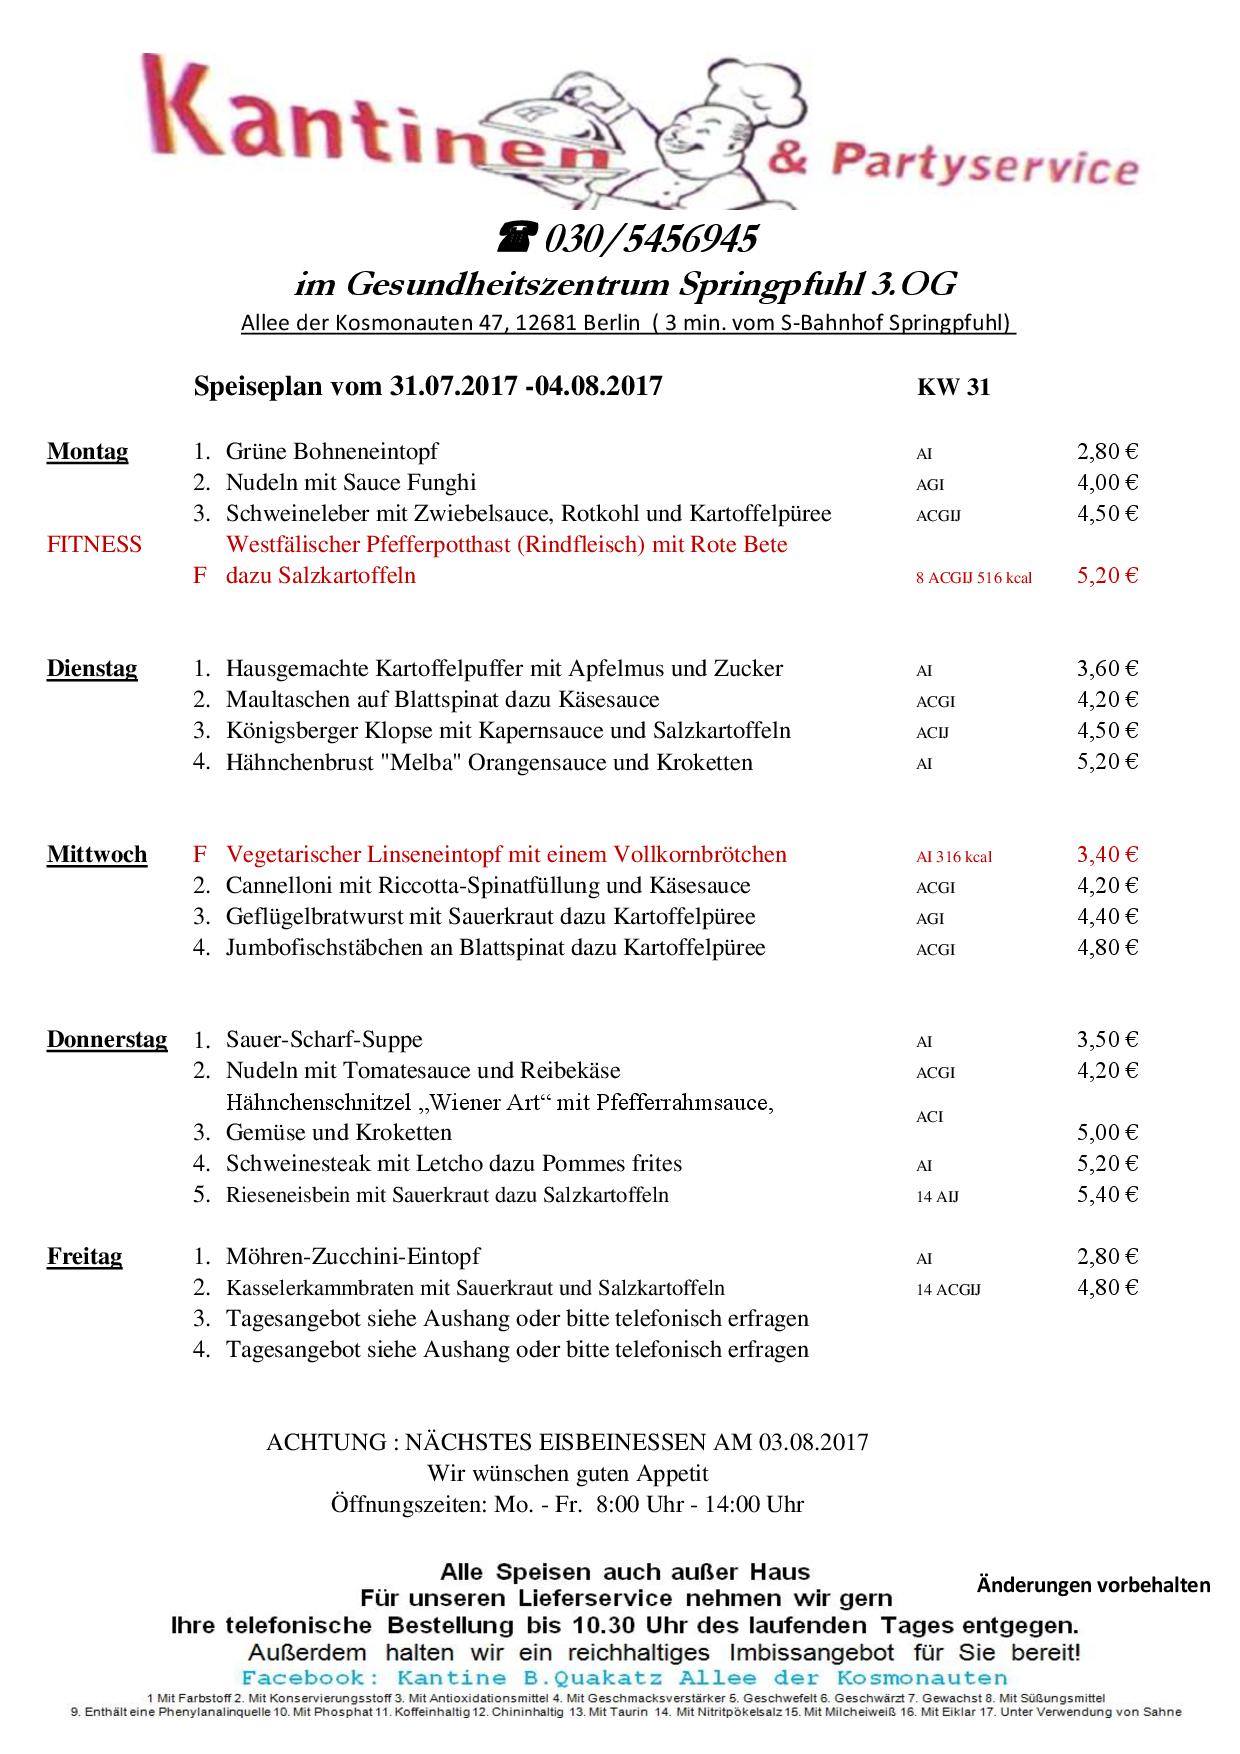 Kantinen & Partyservice
☎ 030/5456945
im Gesundheitszentrum Springpfuhl 3.OG
Allee der Kosmonauten 47, 12681 Berlin ( 3 min. vom S-Bahnhof Springpfuhl)
Speiseplan vom 31.07.2017 -04.08.2017 KW 31
Montag 1. Grüne Bohneneintopf AI 2,80 €
2. Nudeln mit Sauce Funghi AGI 4,00 €
3. Schweineleber mit Zwiebelsauce, Rotkohl und Kartoffelpüree ACGIJ 4,50 €
FITNESS Westfälischer Pfefferpotthast (Rindfleisch) mit Rote Bete
F dazu Salzkartoffeln 8 ACGIJ 516 kcal 5,20 €
Dienstag 1. Hausgemachte Kartoffelpuffer mit Apfelmus und Zucker AI 3,60 €
2. Maultaschen auf Blattspinat dazu Käsesauce ACGI 4,20 €
3. Königsberger Klopse mit Kapernsauce und Salzkartoffeln ACIJ 4,50 €
4. Hähnchenbrust "Melba" Orangensauce und Kroketten AI 5,20 €
Mittwoch F Vegetarischer Linseneintopf mit einem Vollkornbrötchen AI 316 kcal 3,40 €
2. Cannelloni mit Riccotta-Spinatfüllung und Käsesauce ACGI 4,20 €
3. Geflügelbratwurst mit Sauerkraut dazu Kartoffelpüree AGI 4,40 €
4. Jumbofischstäbchen an Blattspinat dazu Kartoffelpüree ACGI 4,80 €
Donnerstag 1. Sauer-Scharf-Suppe AI 3,50 €
2. Nudeln mit Tomatesauce und Reibekäse ACGI 4,20 €
Hähnchenschnitzel „Wiener Art“ mit Pfefferrahmsauce, ACI
3. Gemüse und Kroketten 5,00 €
4. Schweinesteak mit Letcho dazu Pommes frites AI 5,20 €
5. Rieseneisbein mit Sauerkraut dazu Salzkartoffeln 14 AIJ 5,40 €
Freitag 1. Möhren-Zucchini-Eintopf AI 2,80 €
2. Kasselerkammbraten mit Sauerkraut und Salzkartoffeln 14 ACGIJ 4,80 €
3. Tagesangebot siehe Aushang oder bitte telefonisch erfragen
4. Tagesangebot siehe Aushang oder bitte telefonisch erfragen
ACHTUNG : NÄCHSTES EISBEINESSEN AM 03.08.2017
Wir wünschen guten Appetit
Öffnungszeiten: Mo. - Fr. 8:00 Uhr - 14:00 Uhr
Alle Speisen auch außer Haus
Änderungen vorbehalten
Für unseren Lieferservice nehmen wir gern
Ihre telefonische Bestellung bis 10.30 Uhr des laufenden Tages entgegen.
Außerdem halten wir ein reichhaltiges Imbissangebot für Sie bereit!
Facebook: Kantine B.Quakatz Allee der Kosmonauten
1 Mit Farbstoff 2. Mit Konservierungsstoff 3. Mit Antioxidationsmittel 4. Mit Geschmacksverstärker 5. Geschwefelt 6. Geschwärzt 7. Gewachst 8. Mit Süßungsmittel
9. Enthält eine Phenylanalinquelle 10. Mit Phosphat 11. Koffeinhaltig 12. Chininhaltig 13. Mit Taurin 14. Mit Nitritpökelsalz 15. Mit Milcheiweiß 16. Mit Eiklar 17. Unter Verwendung von Sahne